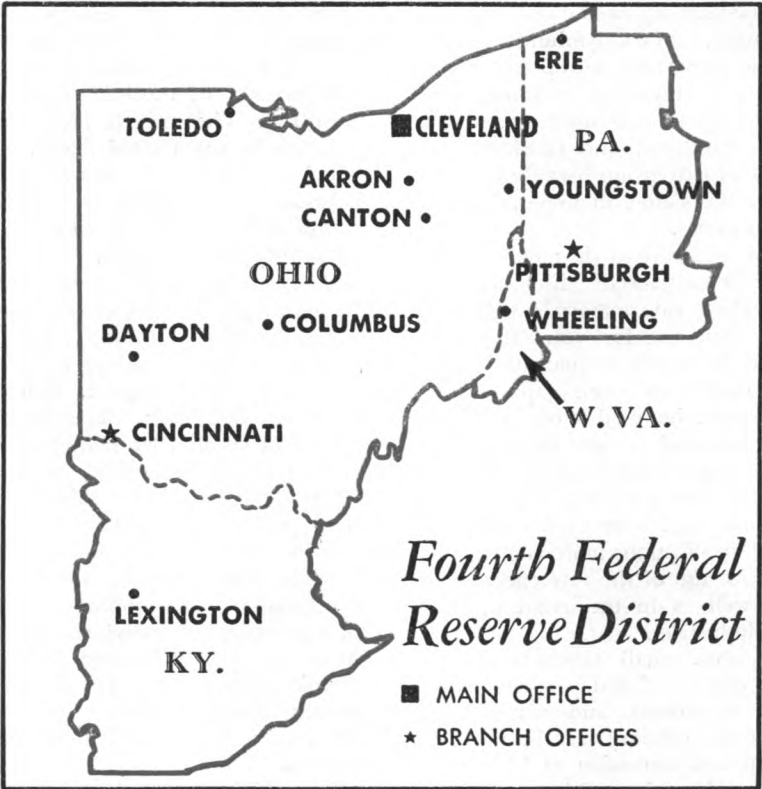 ERIE
TOLEDO
CLEVELAND
PA.
AKRON
YOUNGSTOWN
CANTON
OHIO
PITTSBURGH
DAYTON
COLUMBUS
WHEELING
W.VA.
CINCINNATI
Fourth Federal
Reserve District
LEXINGTON
KY.
MAIN OFFICE
BRANCH OFFICES